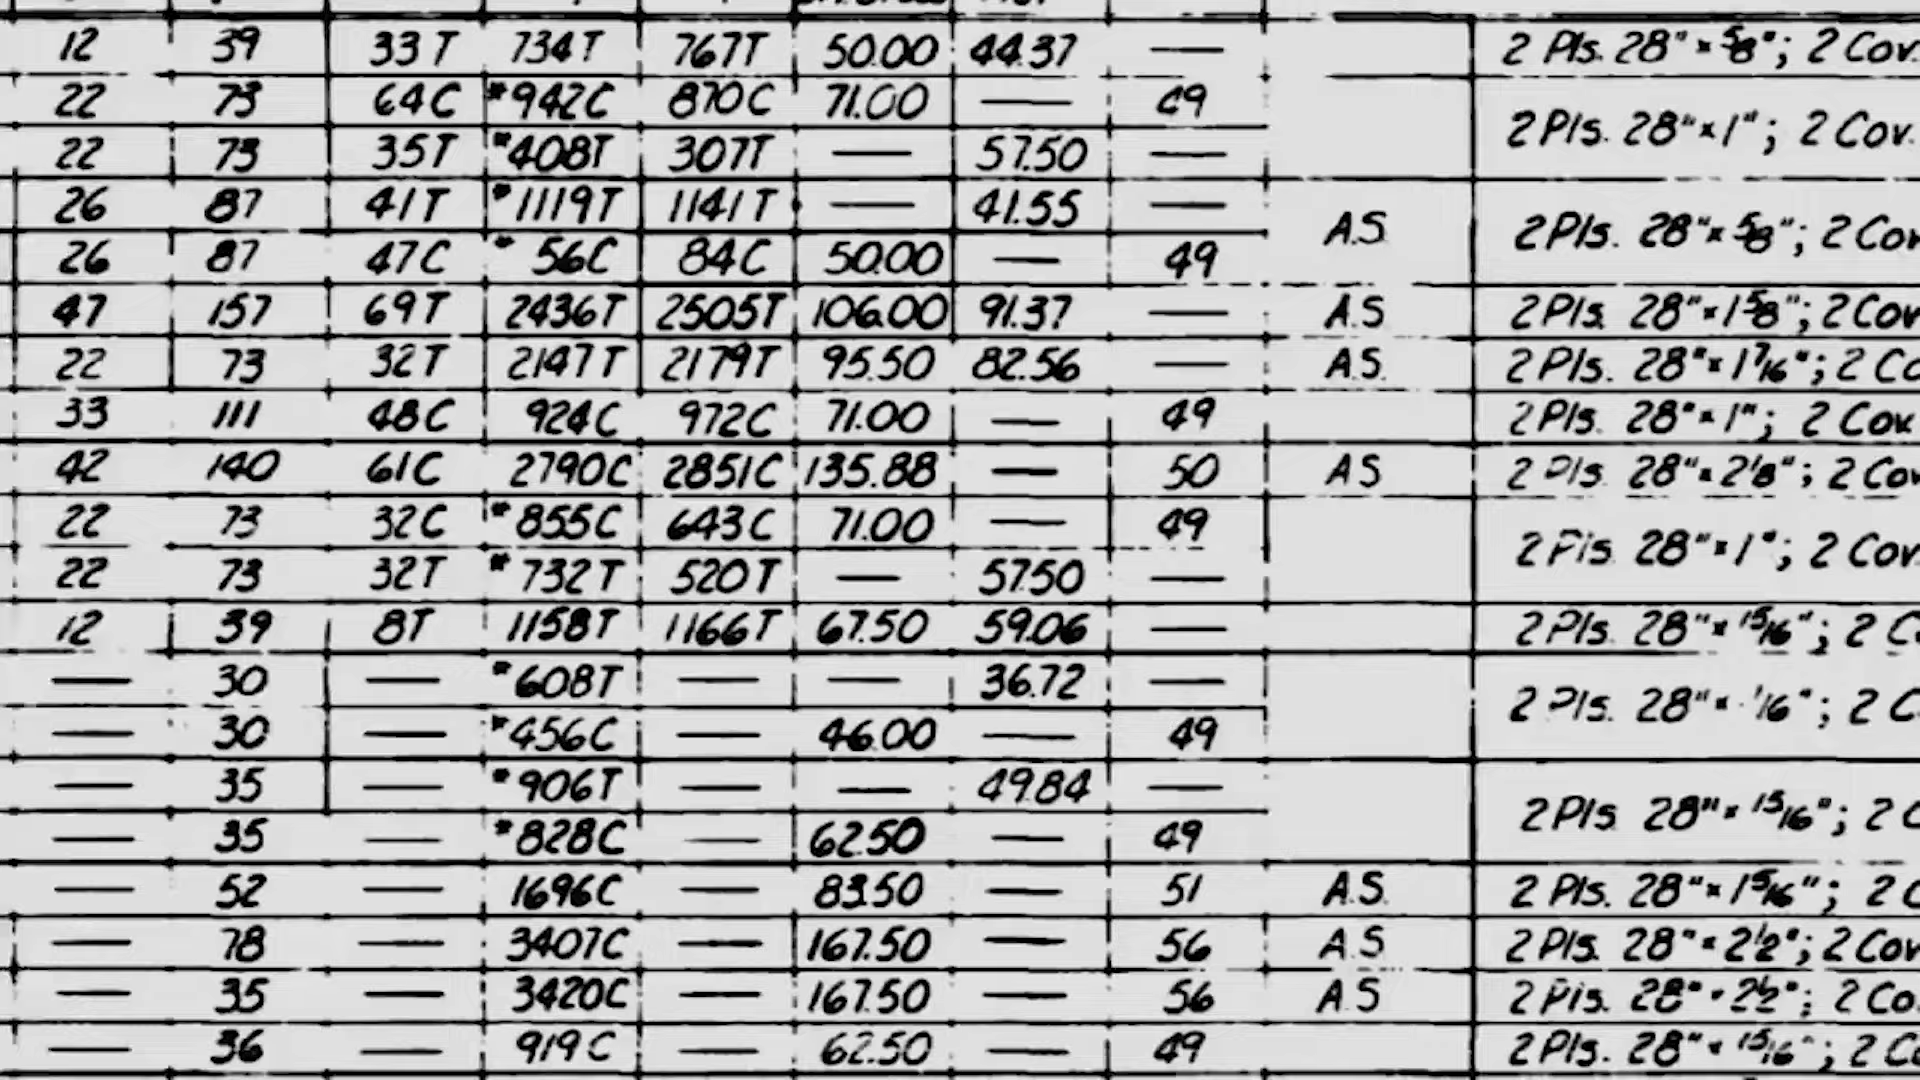 12 39 33T 734T 767T 50.00 44.37 — 2 Pls. 28"×5/8"; 2 Cov.
22 73 64C *942C 870C 71.00 — 49
2 Pls. 28"×1"; 2 Cov.
22 73 35T *408T 307T — 57.50 —
26 87 41T *1119T 1141T — 41.55 —
A.S. 2 Pls. 28"×5/8"; 2 Cov
26 87 47C *56C 84C 50.00 — 49
47 157 69T 2436T 2505T 106.00 91.37 — A.S. 2 Pls. 28"×1 5/8"; 2 Cov
22 73 32T 2147T 2179T 95.50 82.56 — A.S. 2 Pls. 28"×1 7/16"; 2 Co
33 111 48C 924C 972C 71.00 — 49 2 Pls. 28"×1"; 2 Cov
42 140 61C 2790C 2851C 135.88 — 50 A.S. 2 Pls. 28"×2 1/8"; 2 Cov
22 73 32C *855C 643C 71.00 — 49
2 Pls. 28"×1"; 2 Cov
22 73 32T *732T 520T — 57.50 —
12 39 8T 1158T 1166T 67.50 59.06 — 2 Pls. 28"×15/16"; 2 C
— 30 — *608T — — 36.72 —
2 Pls. 28"× ; 2 C
— 30 — *456C — 46.00 — 49
— 35 — *906T — — 49.84 —
2 Pls. 28"×15/16"; 2 C
— 35 — *828C — 62.50 — 49
— 52 — 1696C — 83.50 — 51 A.S. 2 Pls. 28"×1 5/16"; 2 C
— 78 — 3407C — 167.50 — 56 A.S. 2 Pls. 28"×2 1/2"; 2 Cov
— 35 — 3420C — 167.50 — 56 A.S. 2 Pls. 28"×2 1/2"; 2 Co
— 36 — 919C — 62.50 — 49 2 Pls. 28"×15/16"; 2 Co